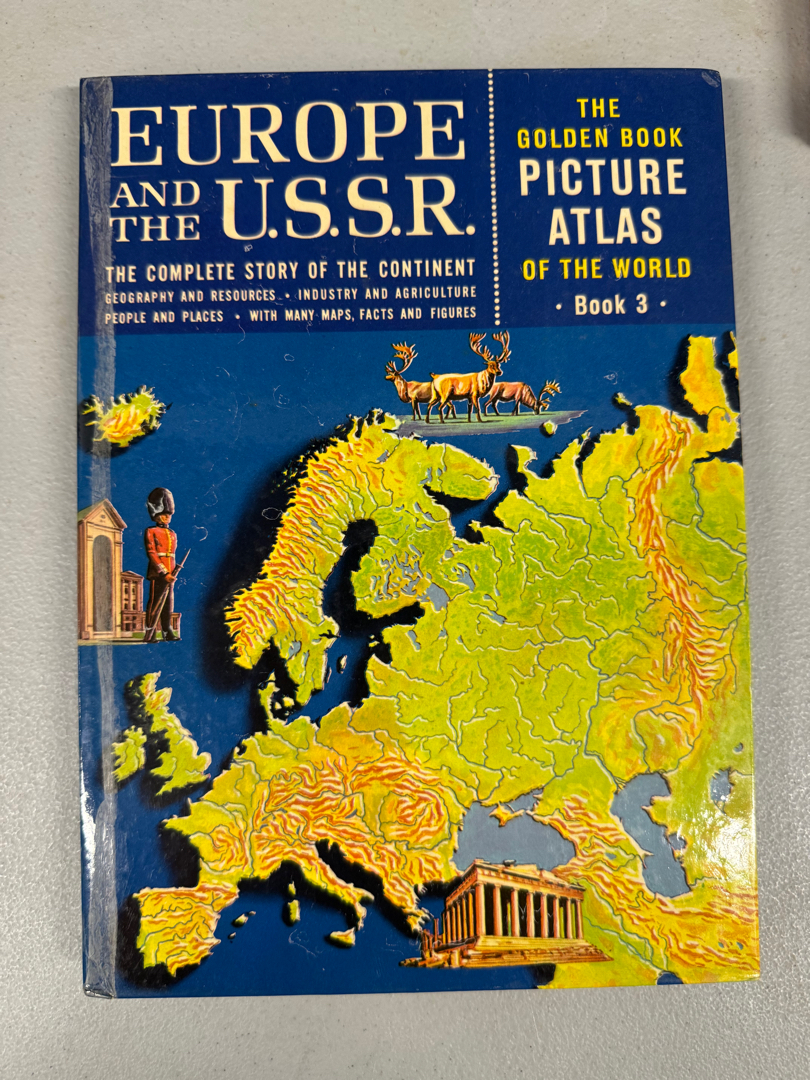 EUROPE
AND THE U.S.S.R.
THE COMPLETE STORY OF THE CONTINENT
GEOGRAPHY AND RESOURCES • INDUSTRY AND AGRICULTURE
PEOPLE AND PLACES • WITH MANY MAPS, FACTS AND FIGURES
THE
GOLDEN BOOK
PICTURE
ATLAS
OF THE WORLD
• Book 3 •